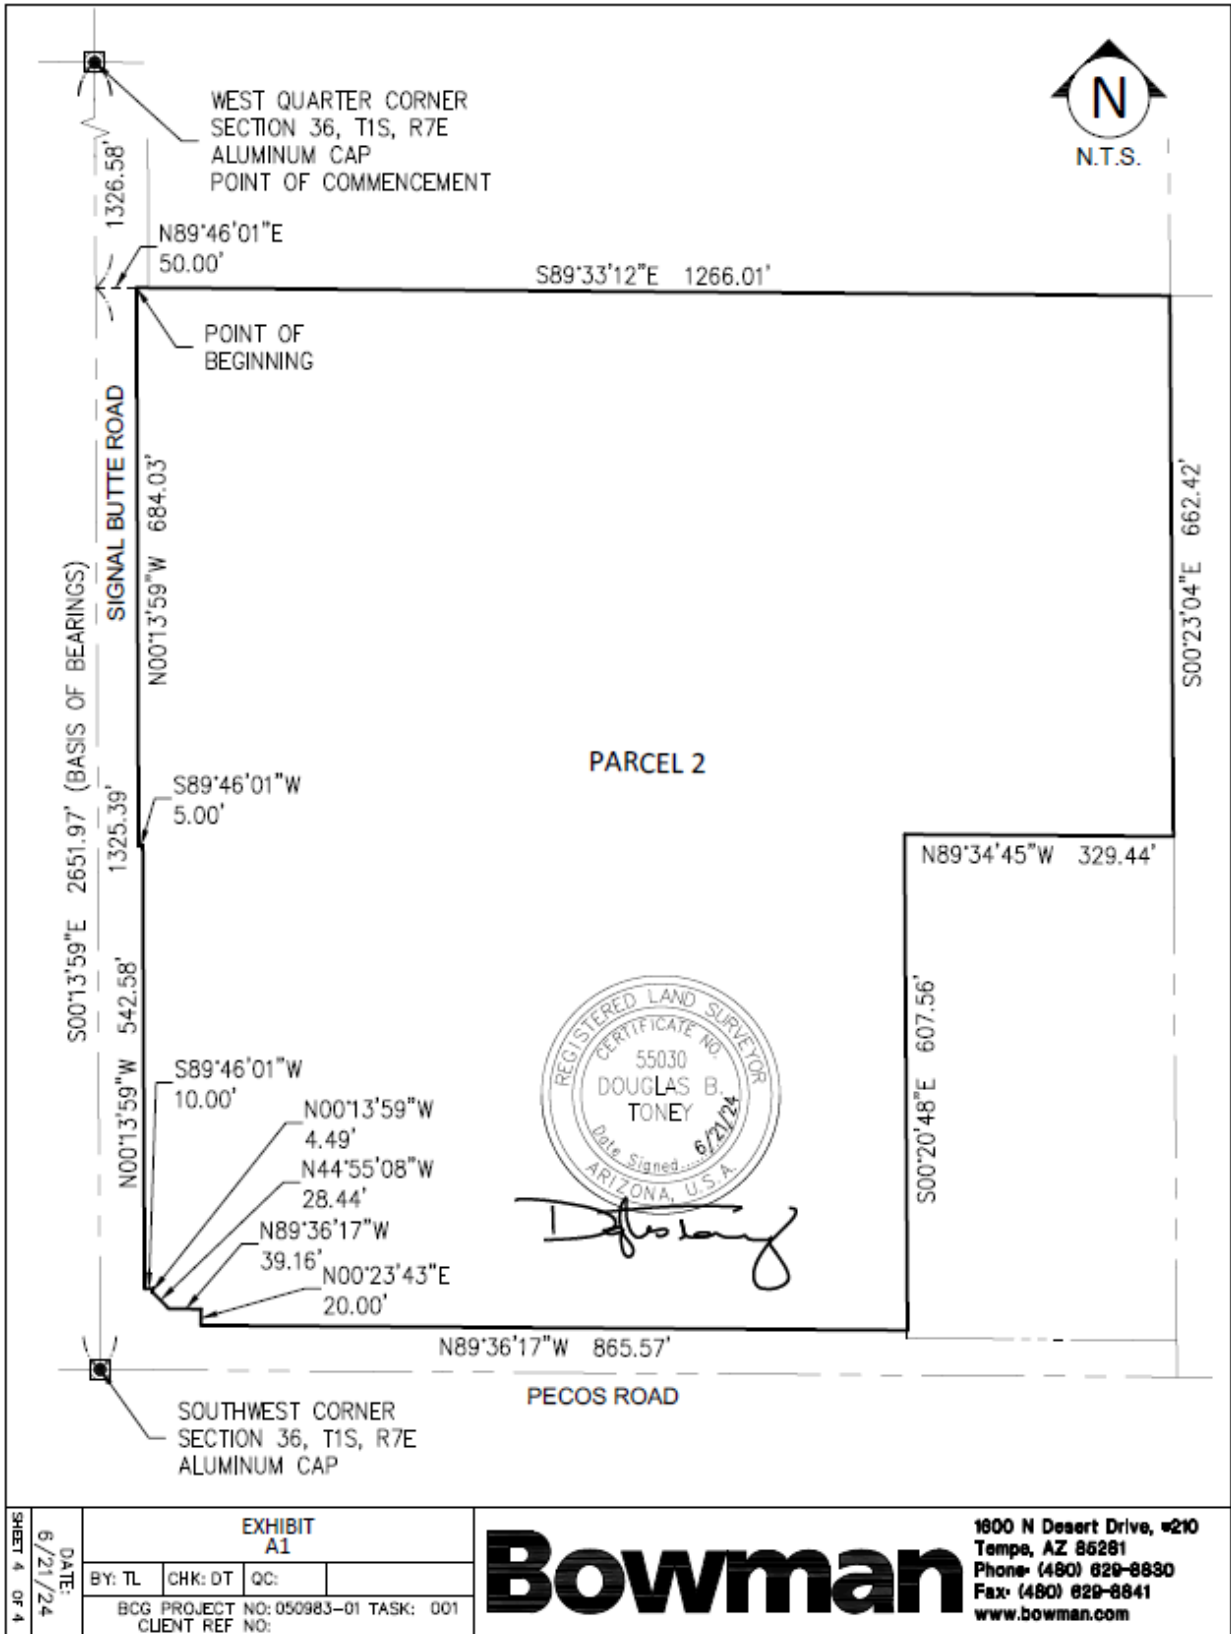 WEST QUARTER CORNER
SECTION 36, T1S, R7E
ALUMINUM CAP
POINT OF COMMENCEMENT
N
N.T.S.
1326.58'
N89°46'01"E
50.00'
S89°33'12"E 1266.01'
POINT OF
BEGINNING
SIGNAL BUTTE ROAD
N00°13'59"W 684.03'
S00°23'04"E 662.42'
S00°13'59"E 2651.97' (BASIS OF BEARINGS)
1325.39'
PARCEL 2
S89°46'01"W
5.00'
N89°34'45"W 329.44'
N00°13'59"W 542.58'
S00°20'48"E 607.56'
REGISTERED LAND SURVEYOR
CERTIFICATE NO.
55030
DOUGLAS B.
TONEY
Date Signed....6/21/24
ARIZONA, U.S.A.
S89°46'01"W
10.00'
N00°13'59"W
4.49'
N44°55'08"W
28.44'
N89°36'17"W
39.16'
N00°23'43"E
20.00'
N89°36'17"W 865.57'
PECOS ROAD
SOUTHWEST CORNER
SECTION 36, T1S, R7E
ALUMINUM CAP
SHEET 4 OF 4
DATE:
6/21/24
EXHIBIT
A1
BY: TL CHK: DT QC:
BCG PROJECT NO: 050983-01 TASK: 001
CLIENT REF NO:
Bowman
1600 N Desert Drive, #210
Tempe, AZ 85281
Phone: (480) 629-8830
Fax: (480) 629-8841
www.bowman.com